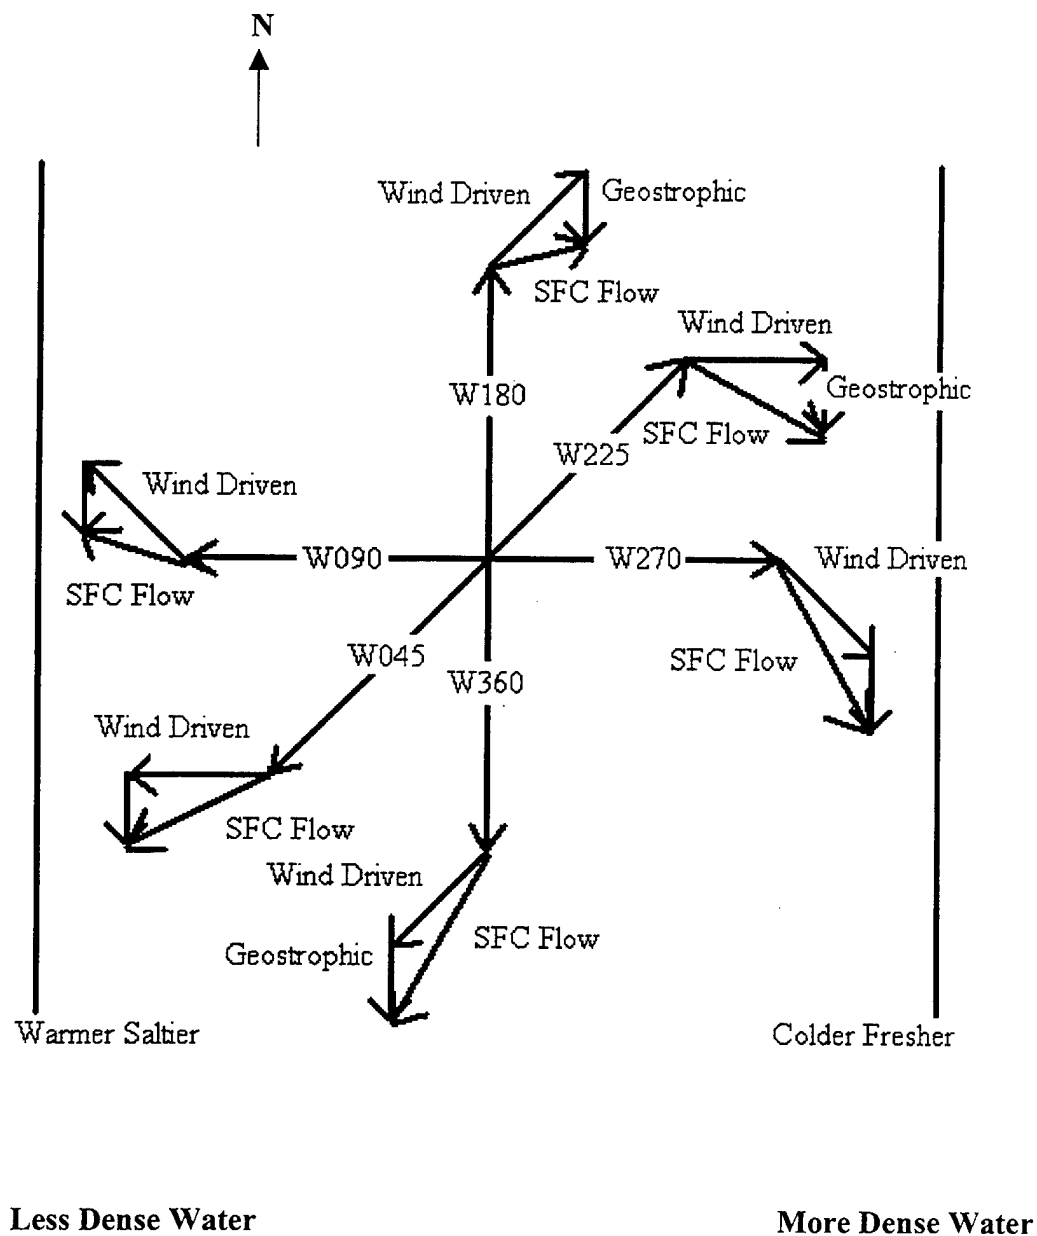 N
Wind Driven
Geostrophic
SFC Flow
Wind Driven
W180
Geostrophic
SFC Flow
W225
Wind Driven
W090
W270
Wind Driven
SFC Flow
W045
SFC Flow
W360
Wind Driven
SFC Flow
Wind Driven
SFC Flow
Geostrophic
Warmer Saltier
Colder Fresher
Less Dense Water
More Dense Water